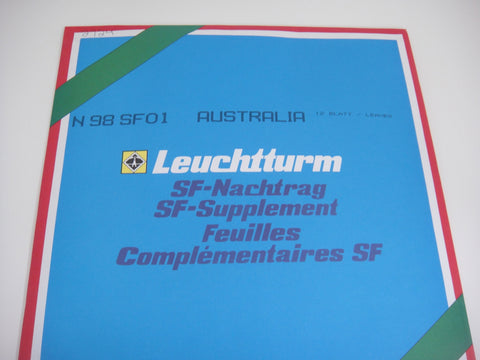 N 98 SF01 AUSTRALIA 12 BLATT / LEAVES
Leuchtturm
SF-Nachtrag
SF-Supplement
Feuilles
Complémentaires SF